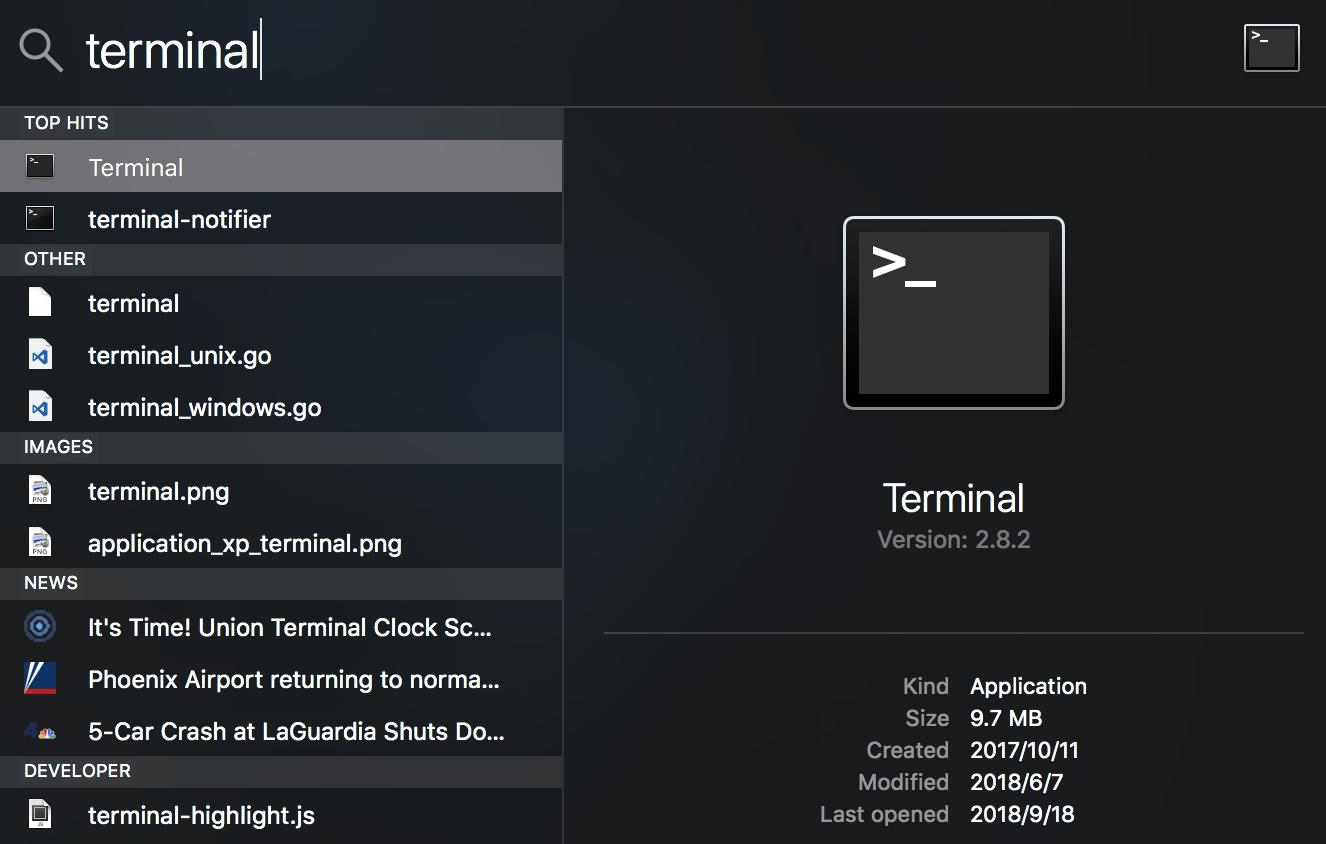 terminal
TOP HITS
Terminal
terminal-notifier
OTHER
terminal
terminal_unix.go
terminal_windows.go
IMAGES
terminal.png
application_xp_terminal.png
NEWS
It's Time! Union Terminal Clock Sc...
Phoenix Airport returning to norma...
5-Car Crash at LaGuardia Shuts Do...
DEVELOPER
terminal-highlight.js
>_
Terminal
Version: 2.8.2
Kind Application
Size 9.7 MB
Created 2017/10/11
Modified 2018/6/7
Last opened 2018/9/18